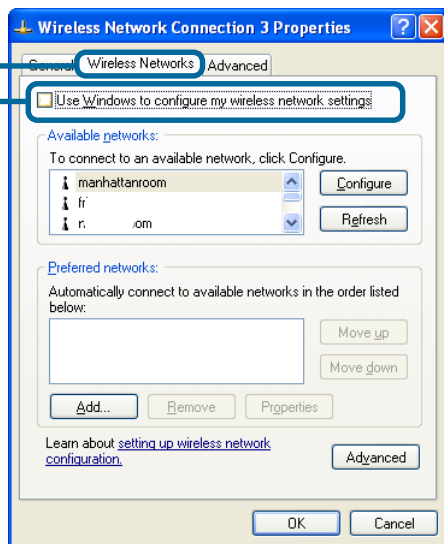 Wireless Network Connection 3 Properties
General Wireless Networks Advanced
Use Windows to configure my wireless network settings
Available networks:
To connect to an available network, click Configure.
manhattanroom
Configure
Refresh
Preferred networks:
Automatically connect to available networks in the order listed
below:
Move up
Move down
Add... Remove Properties
Learn about setting up wireless network
configuration.
Advanced
OK Cancel